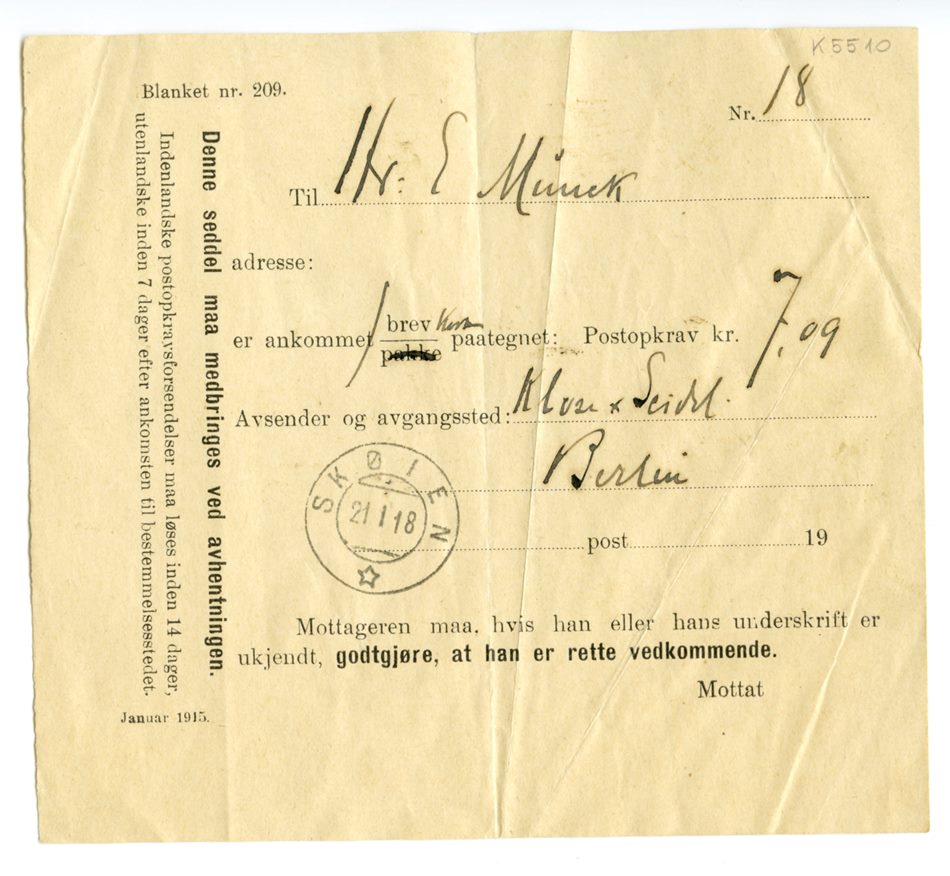 K5510
Blanket nr. 209.
Nr. 18
Til Hr. E Munck
adresse:
er ankommet brev paategnet: Postopkrav kr. 7,09
pakke
Avsender og avgangssted: Klose & Seidel.
Berlin
SKØIEN
21 I 18
post 19
Mottageren maa, hvis han eller hans underskrift er
ukjendt, godtgjøre, at han er rette vedkommende.
Mottat
Denne seddel maa medbringes ved avhentningen.
Indenlandske postopkravsforsendelser maa løses inden 14 dager,
utenlandske inden 7 dager efter ankomsten til bestemmelsesstedet.
Januar 1915.